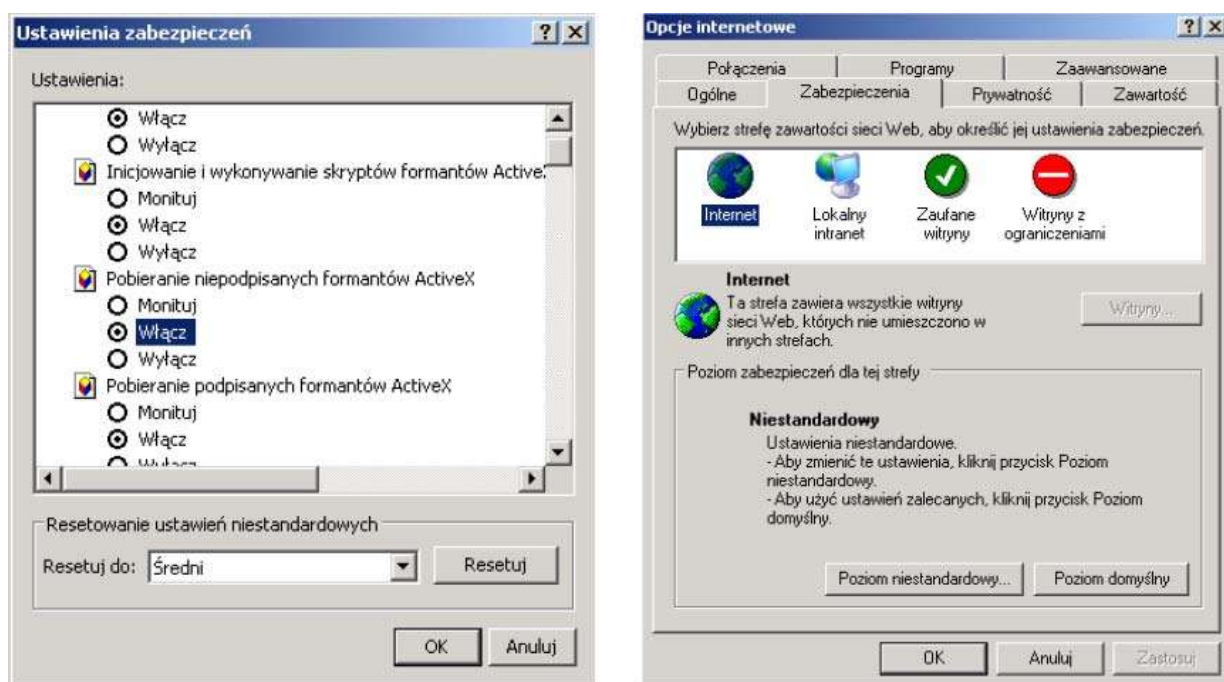 Ustawienia zabezpieczeń
Ustawienia:
Włącz
Wyłącz
Inicjowanie i wykonywanie skryptów formantów Active
Monituj
Włącz
Wyłącz
Pobieranie niepodpisanych formantów ActiveX
Monituj
Włącz
Wyłącz
Pobieranie podpisanych formantów ActiveX
Monituj
Włącz
Wyłącz
Resetowanie ustawień niestandardowych
Resetuj do: Średni Resetuj
OK Anuluj
Opcje internetowe
Połączenia Programy Zaawansowane
Ogólne Zabezpieczenia Prywatność Zawartość
Wybierz strefę zawartości sieci Web, aby określić jej ustawienia zabezpieczeń.
Internet Lokalny intranet Zaufane witryny Witryny z ograniczeniami
Internet
Ta strefa zawiera wszystkie witryny
sieci Web, których nie umieszczono w
innych strefach.
Witryny...
Poziom zabezpieczeń dla tej strefy
Niestandardowy
Ustawienia niestandardowe.
- Aby zmienić te ustawienia, kliknij przycisk Poziom
niestandardowy.
- Aby użyć ustawień zalecanych, kliknij przycisk Poziom
domyślny.
Poziom niestandardowy... Poziom domyślny
OK Anuluj Zastosuj